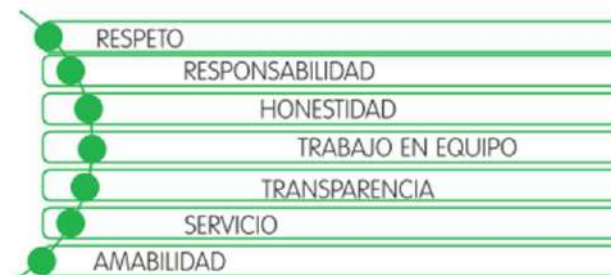 RESPETO
RESPONSABILIDAD
HONESTIDAD
TRABAJO EN EQUIPO
TRANSPARENCIA
SERVICIO
AMABILIDAD